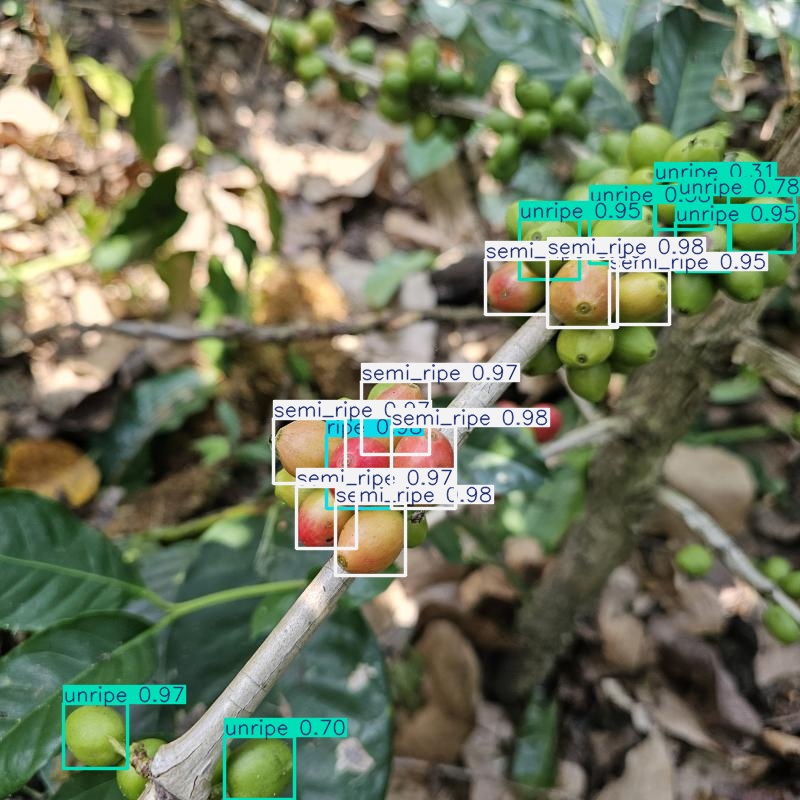 unripe 0.31
unripe 0.78
unripe 0.95
unripe 0.95
semi_ripe 0.98
semi_ripe 0.95
semi_ripe 0.97
semi_ripe
semi_ripe 0.98
semi_ripe 0.97
semi_ripe 0.98
unripe 0.97
unripe 0.70